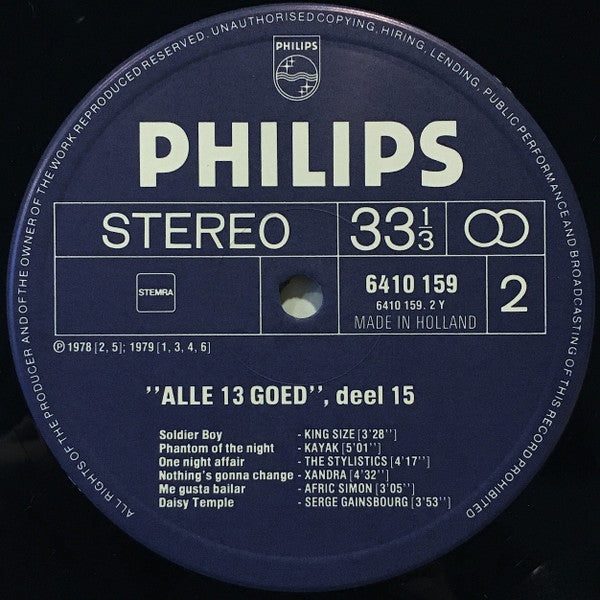 ALL RIGHTS OF THE PRODUCER AND OF THE OWNER OF THE WORK REPRODUCED RESERVED. UNAUTHORISED COPYING, HIRING, LENDING, PUBLIC PERFORMANCE AND BROADCASTING OF THIS RECORD PROHIBITED
PHILIPS
PHILIPS
STEREO 33 1/3
STEMRA 6410 159 2
6410 159. 2 Y
MADE IN HOLLAND
Ⓟ 1978 [2, 5]; 1979 [1, 3, 4, 6]
''ALLE 13 GOED'', deel 15
Soldier Boy - KING SIZE [3'28'']
Phantom of the night - KAYAK [5'01'']
One night affair - THE STYLISTICS [4'17'']
Nothing's gonna change - XANDRA [4'32'']
Me gusta bailar - AFRIC SIMON [3'05'']
Daisy Temple - SERGE GAINSBOURG [3'53'']